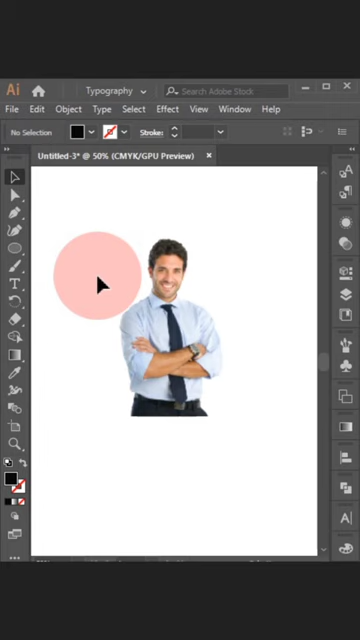 Ai
Typography
Search Adobe Stock
File Edit Object Type Select Effect View Window Help
No Selection
Stroke:
Untitled-3* @ 50% (CMYK/GPU Preview) ×